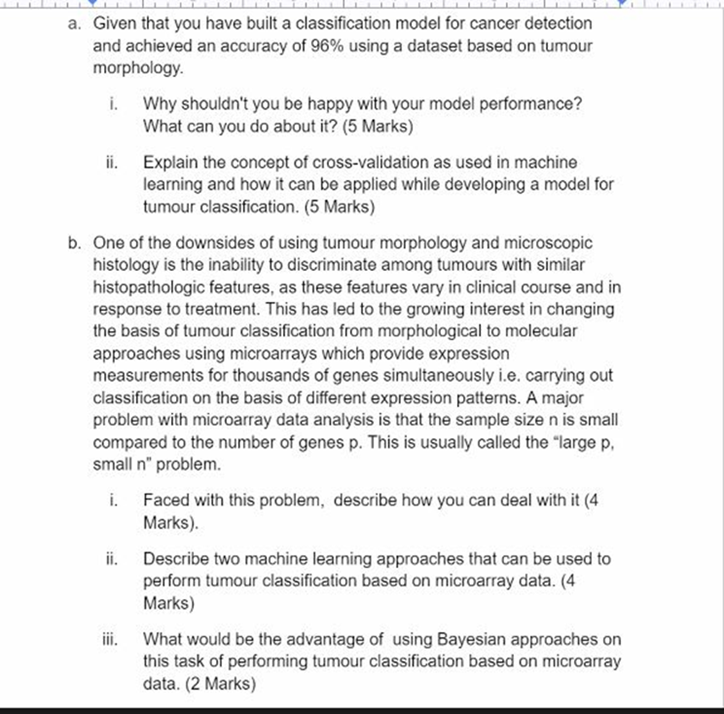 a. Given that you have built a classification model for cancer detection
and achieved an accuracy of 96% using a dataset based on tumour
morphology.
i. Why shouldn't you be happy with your model performance?
What can you do about it? (5 Marks)
ii. Explain the concept of cross-validation as used in machine
learning and how it can be applied while developing a model for
tumour classification. (5 Marks)
b. One of the downsides of using tumour morphology and microscopic
histology is the inability to discriminate among tumours with similar
histopathologic features, as these features vary in clinical course and in
response to treatment. This has led to the growing interest in changing
the basis of tumour classification from morphological to molecular
approaches using microarrays which provide expression
measurements for thousands of genes simultaneously i.e. carrying out
classification on the basis of different expression patterns. A major
problem with microarray data analysis is that the sample size n is small
compared to the number of genes p. This is usually called the “large p,
small n” problem.
i. Faced with this problem, describe how you can deal with it (4
Marks).
ii. Describe two machine learning approaches that can be used to
perform tumour classification based on microarray data. (4
Marks)
iii. What would be the advantage of using Bayesian approaches on
this task of performing tumour classification based on microarray
data. (2 Marks)